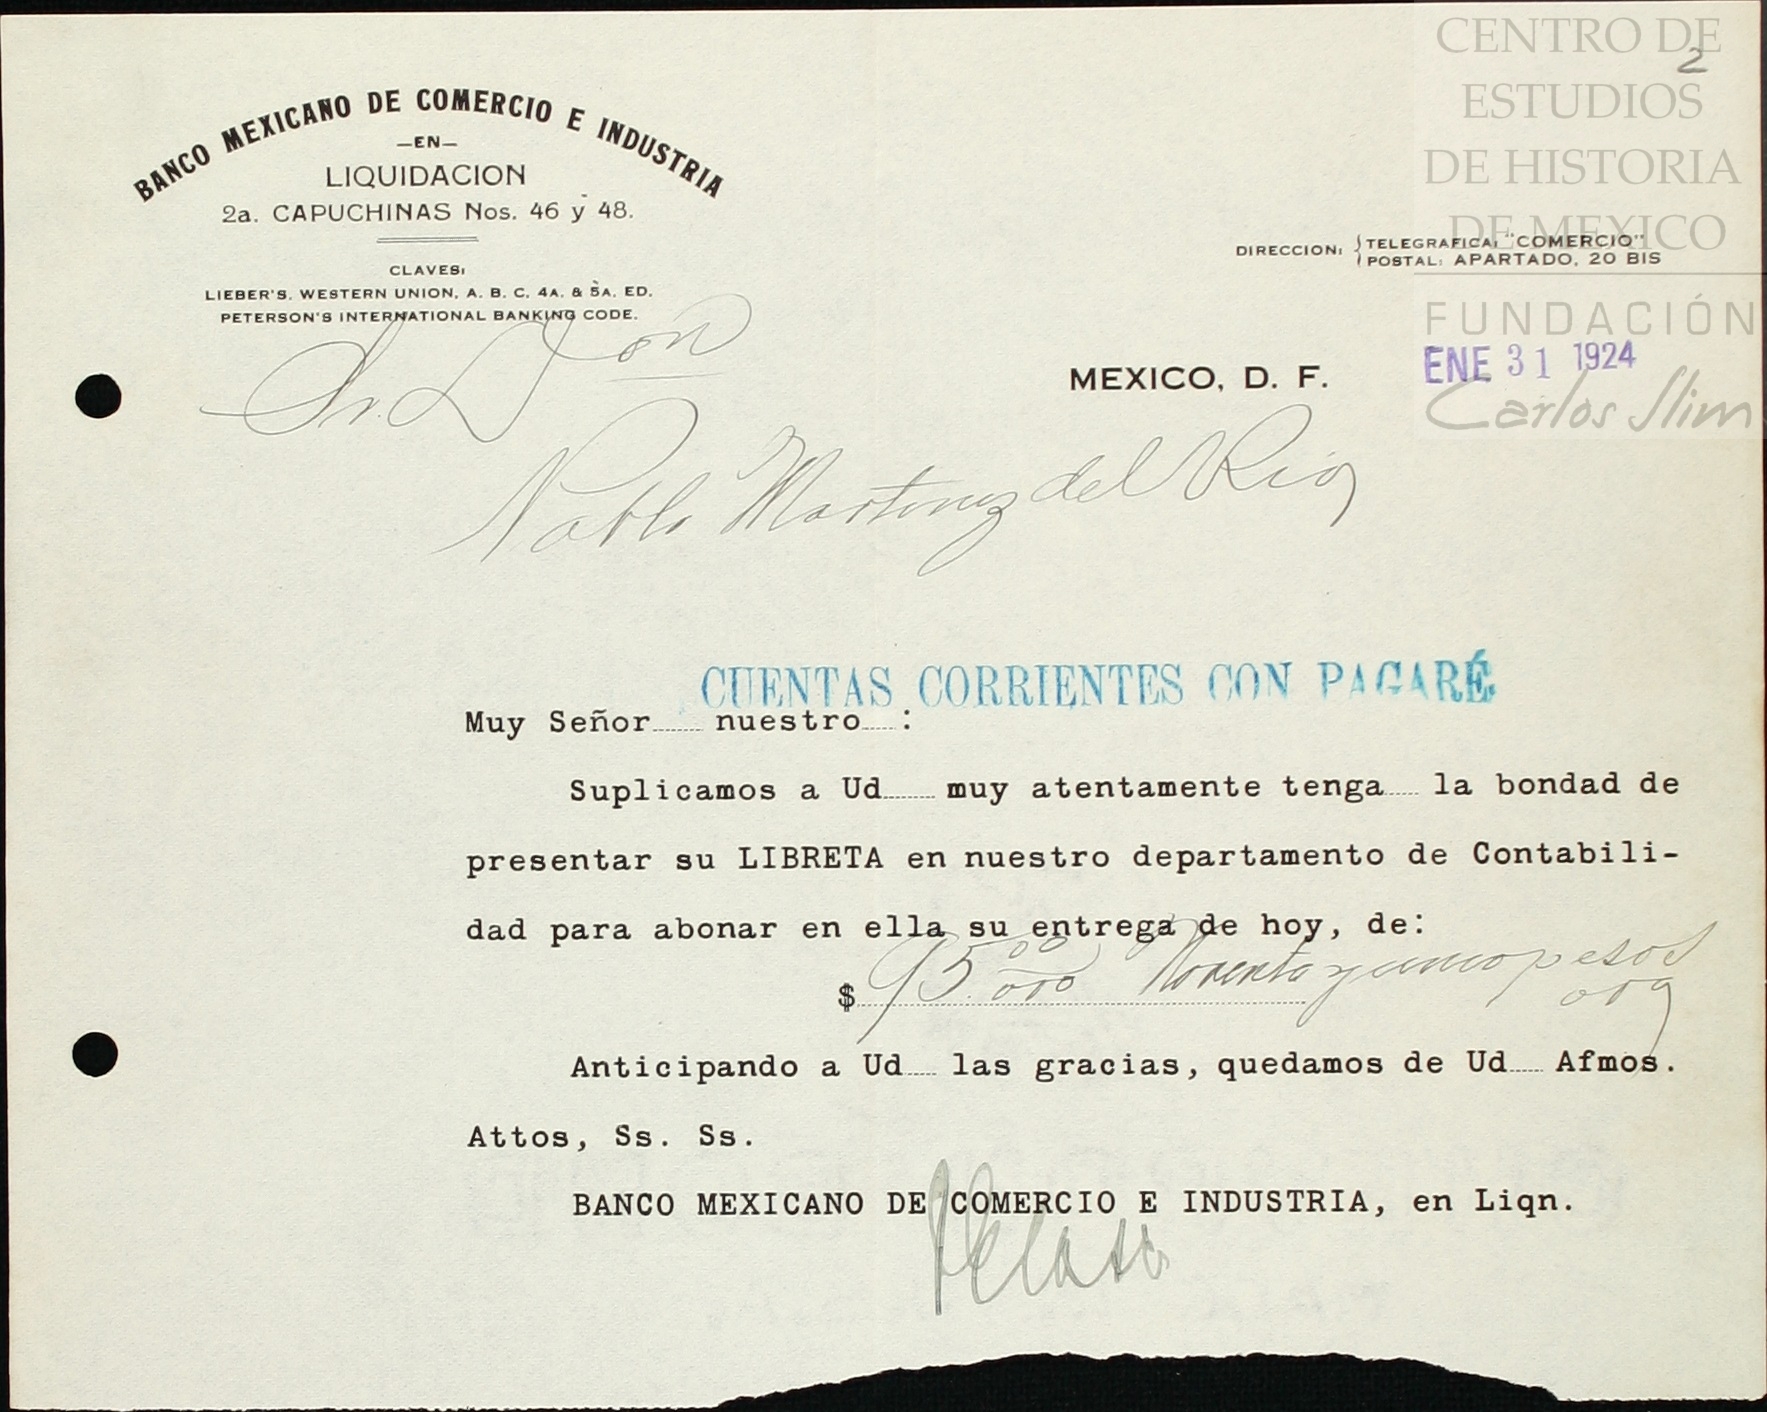 CENTRO DE
ESTUDIOS
DE HISTORIA
DE MEXICO
FUNDACIÓN
Carlos Slim
2
BANCO MEXICANO DE COMERCIO E INDUSTRIA
—EN—
LIQUIDACION
2a. CAPUCHINAS Nos. 46 y 48.
CLAVES:
LIEBER'S, WESTERN UNION, A. B. C. 4A. & 5A. ED.
PETERSON'S INTERNATIONAL BANKING CODE.
DIRECCION: TELEGRAFICA: "COMERCIO"
POSTAL: APARTADO, 20 BIS
MEXICO, D. F. ENE 31 1924
Sr. Don
Pablo Martinez del Rio,
CUENTAS CORRIENTES CON PAGARÉ
Muy Señor nuestro :
Suplicamos a Ud muy atentamente tenga la bondad de
presentar su LIBRETA en nuestro departamento de Contabili-
dad para abonar en ella su entrega de hoy, de:
$ 95.00 oro Noventa y cinco pesos
oro
Anticipando a Ud las gracias, quedamos de Ud Afmos.
Attos, Ss. Ss.
BANCO MEXICANO DE COMERCIO E INDUSTRIA, en Liqn.